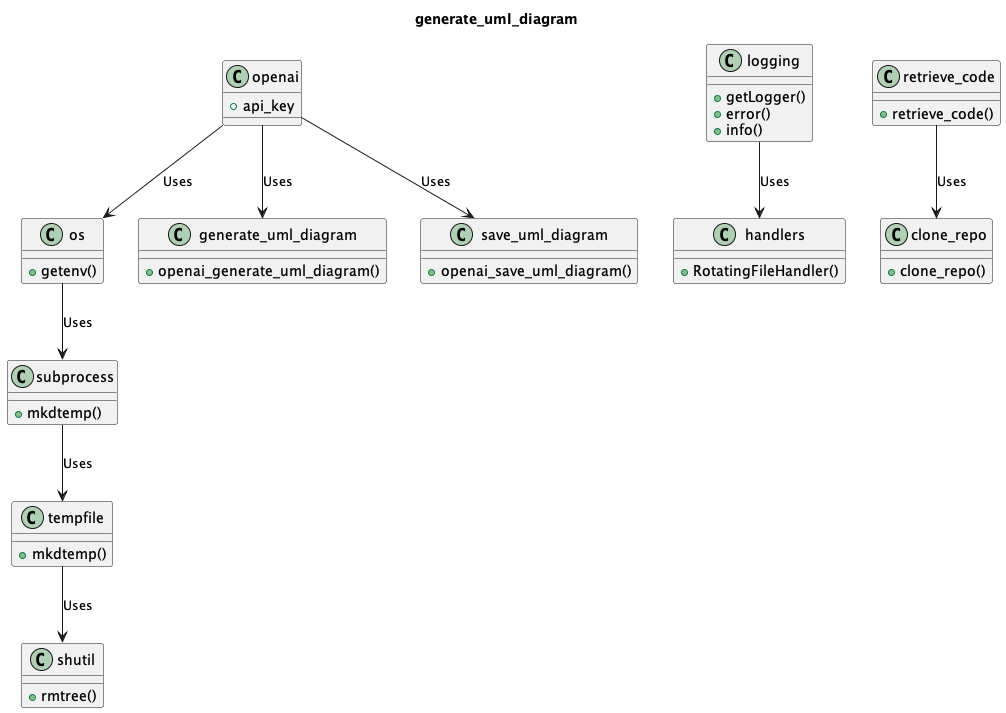 generate_uml_diagram
C openai
api_key
C logging
getLogger()
error()
info()
C retrieve_code
retrieve_code()
Uses
Uses
Uses
Uses
Uses
C os
getenv()
C generate_uml_diagram
openai_generate_uml_diagram()
C save_uml_diagram
openai_save_uml_diagram()
C handlers
RotatingFileHandler()
C clone_repo
clone_repo()
Uses
C subprocess
mkdtemp()
Uses
C tempfile
mkdtemp()
Uses
C shutil
rmtree()